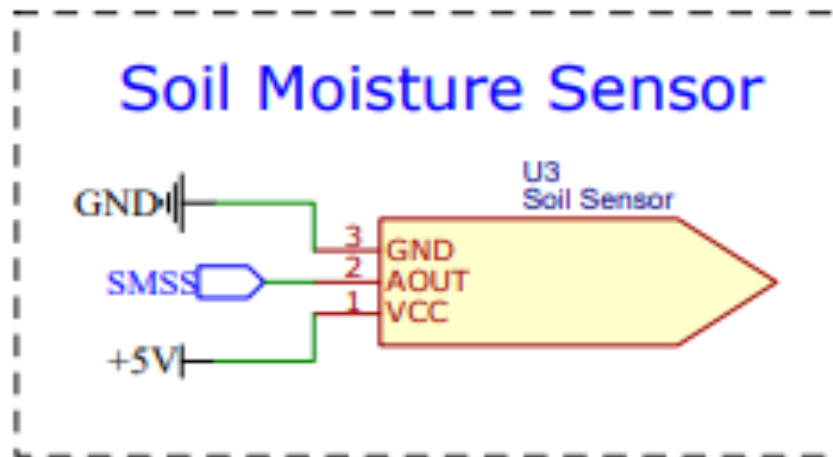 Soil Moisture Sensor
U3
Soil Sensor
GND
3 GND
SMSS
2 AOUT
1 VCC
+5V